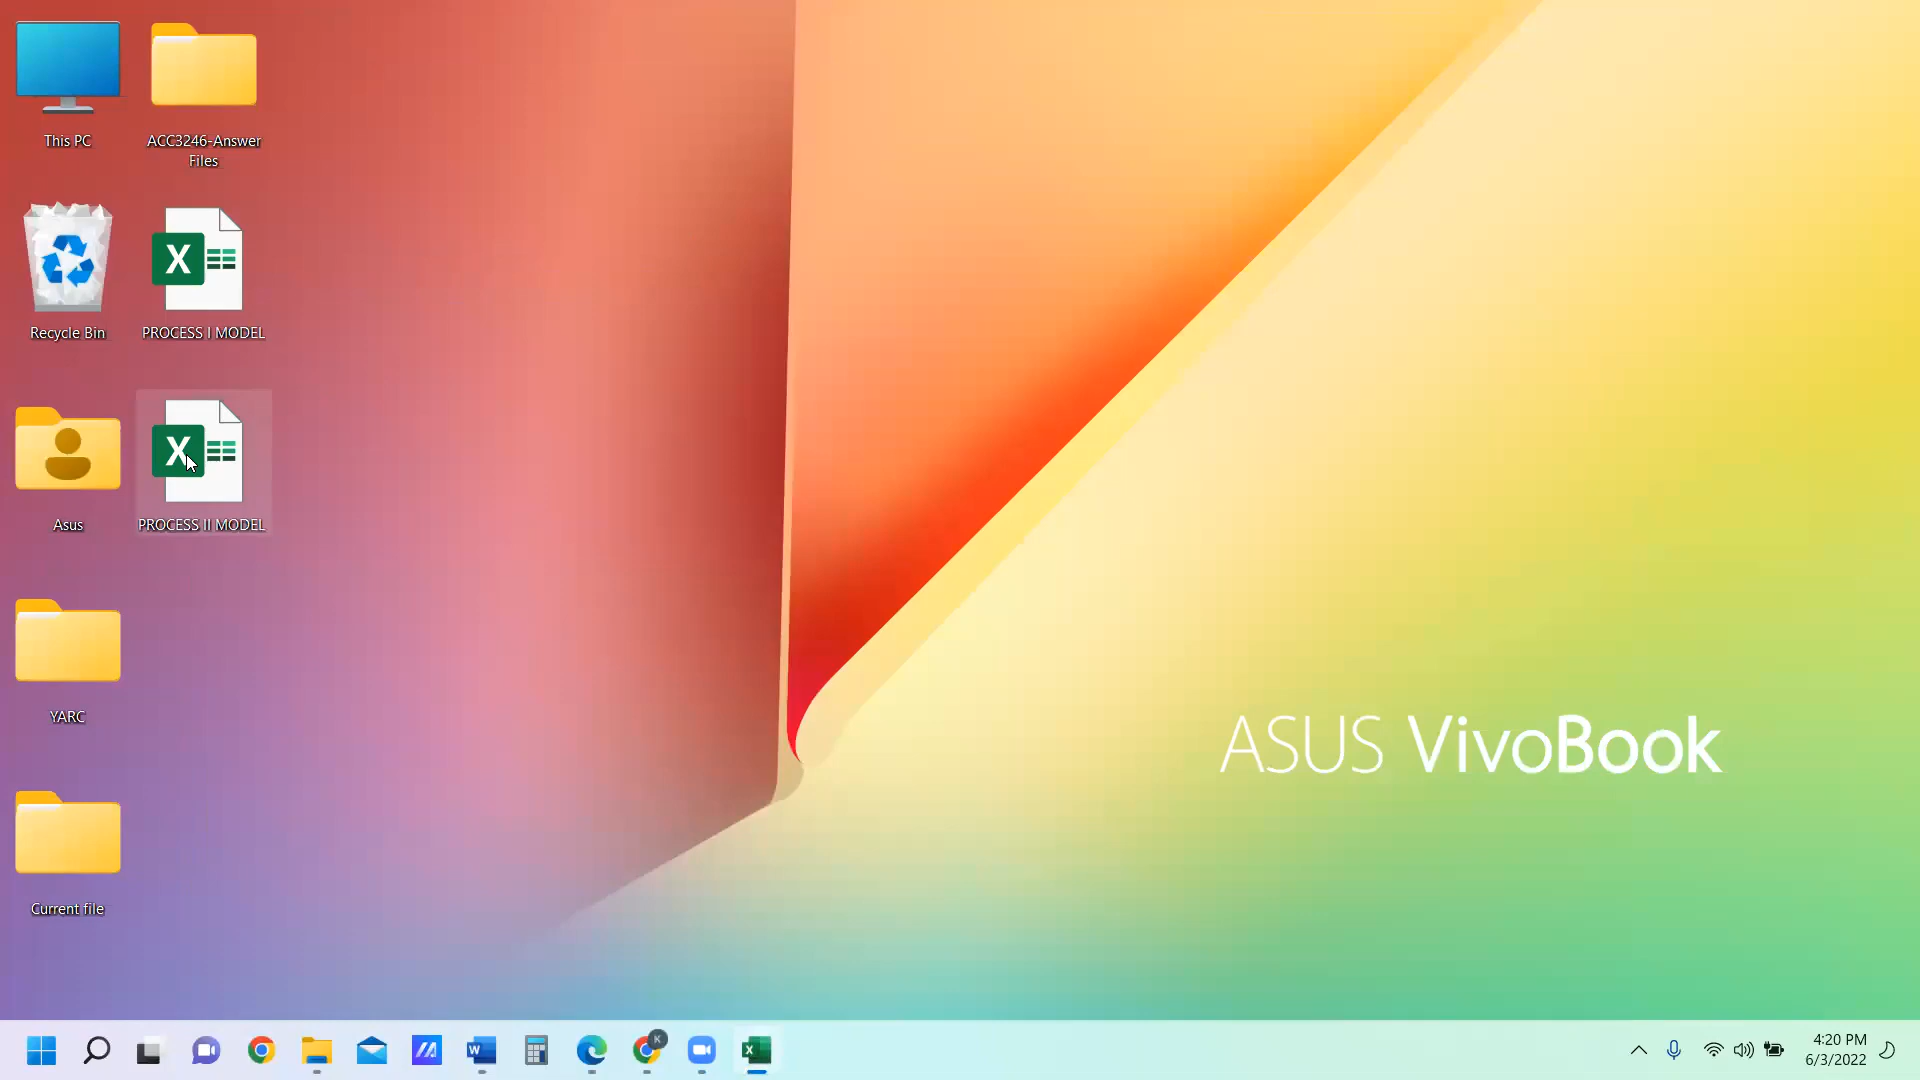 This PC
ACC3246-Answer
Files
Recycle Bin
PROCESS I MODEL
Asus
PROCESS II MODEL
YARC
Current file
ASUS VivoBook
4:20 PM
6/3/2022
K